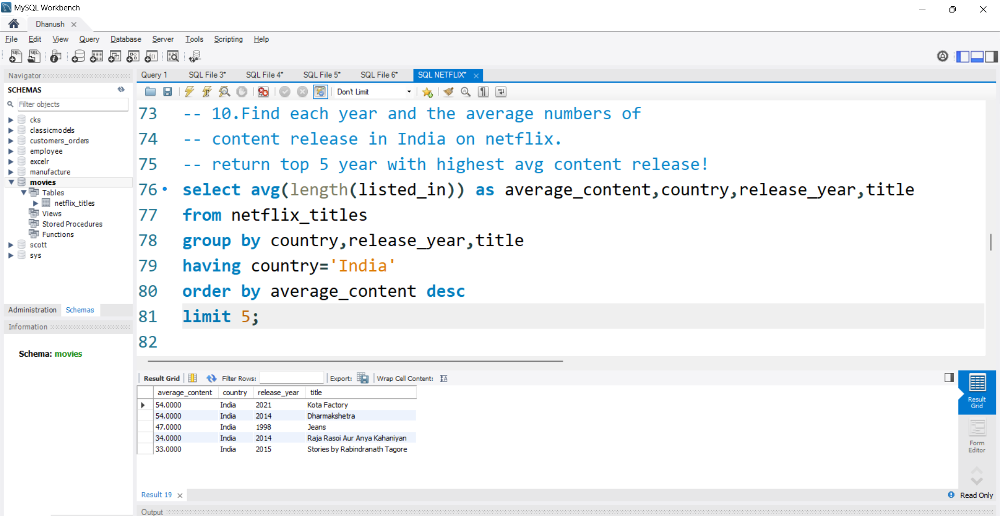 MySQL Workbench
Dhanush
File Edit View Query Database Server Tools Scripting Help
Navigator
Query 1 SQL File 3* SQL File 4* SQL File 5* SQL File 6* SQL NETFLIX*
SCHEMAS
Don't Limit
Filter objects
cks
classicmodels
customers_orders
employee
excelr
manufacture
movies
Tables
netflix_titles
Views
Stored Procedures
Functions
scott
sys
Administration Schemas
Information
Schema: movies
73 -- 10.Find each year and the average numbers of
74 -- content release in India on netflix.
75 -- return top 5 year with highest avg content release!
76 select avg(length(listed_in)) as average_content,country,release_year,title
77 from netflix_titles
78 group by country,release_year,title
79 having country='India'
80 order by average_content desc
81 limit 5;
82
Result Grid Filter Rows: Export: Wrap Cell Content:
average_content country release_year title
54.0000 India 2021 Kota Factory
54.0000 India 2014 Dharmakshetra
47.0000 India 1998 Jeans
34.0000 India 2014 Raja Rasoi Aur Anya Kahaniyan
33.0000 India 2015 Stories by Rabindranath Tagore
Result
Grid
Form
Editor
Result 19
Read Only
Output